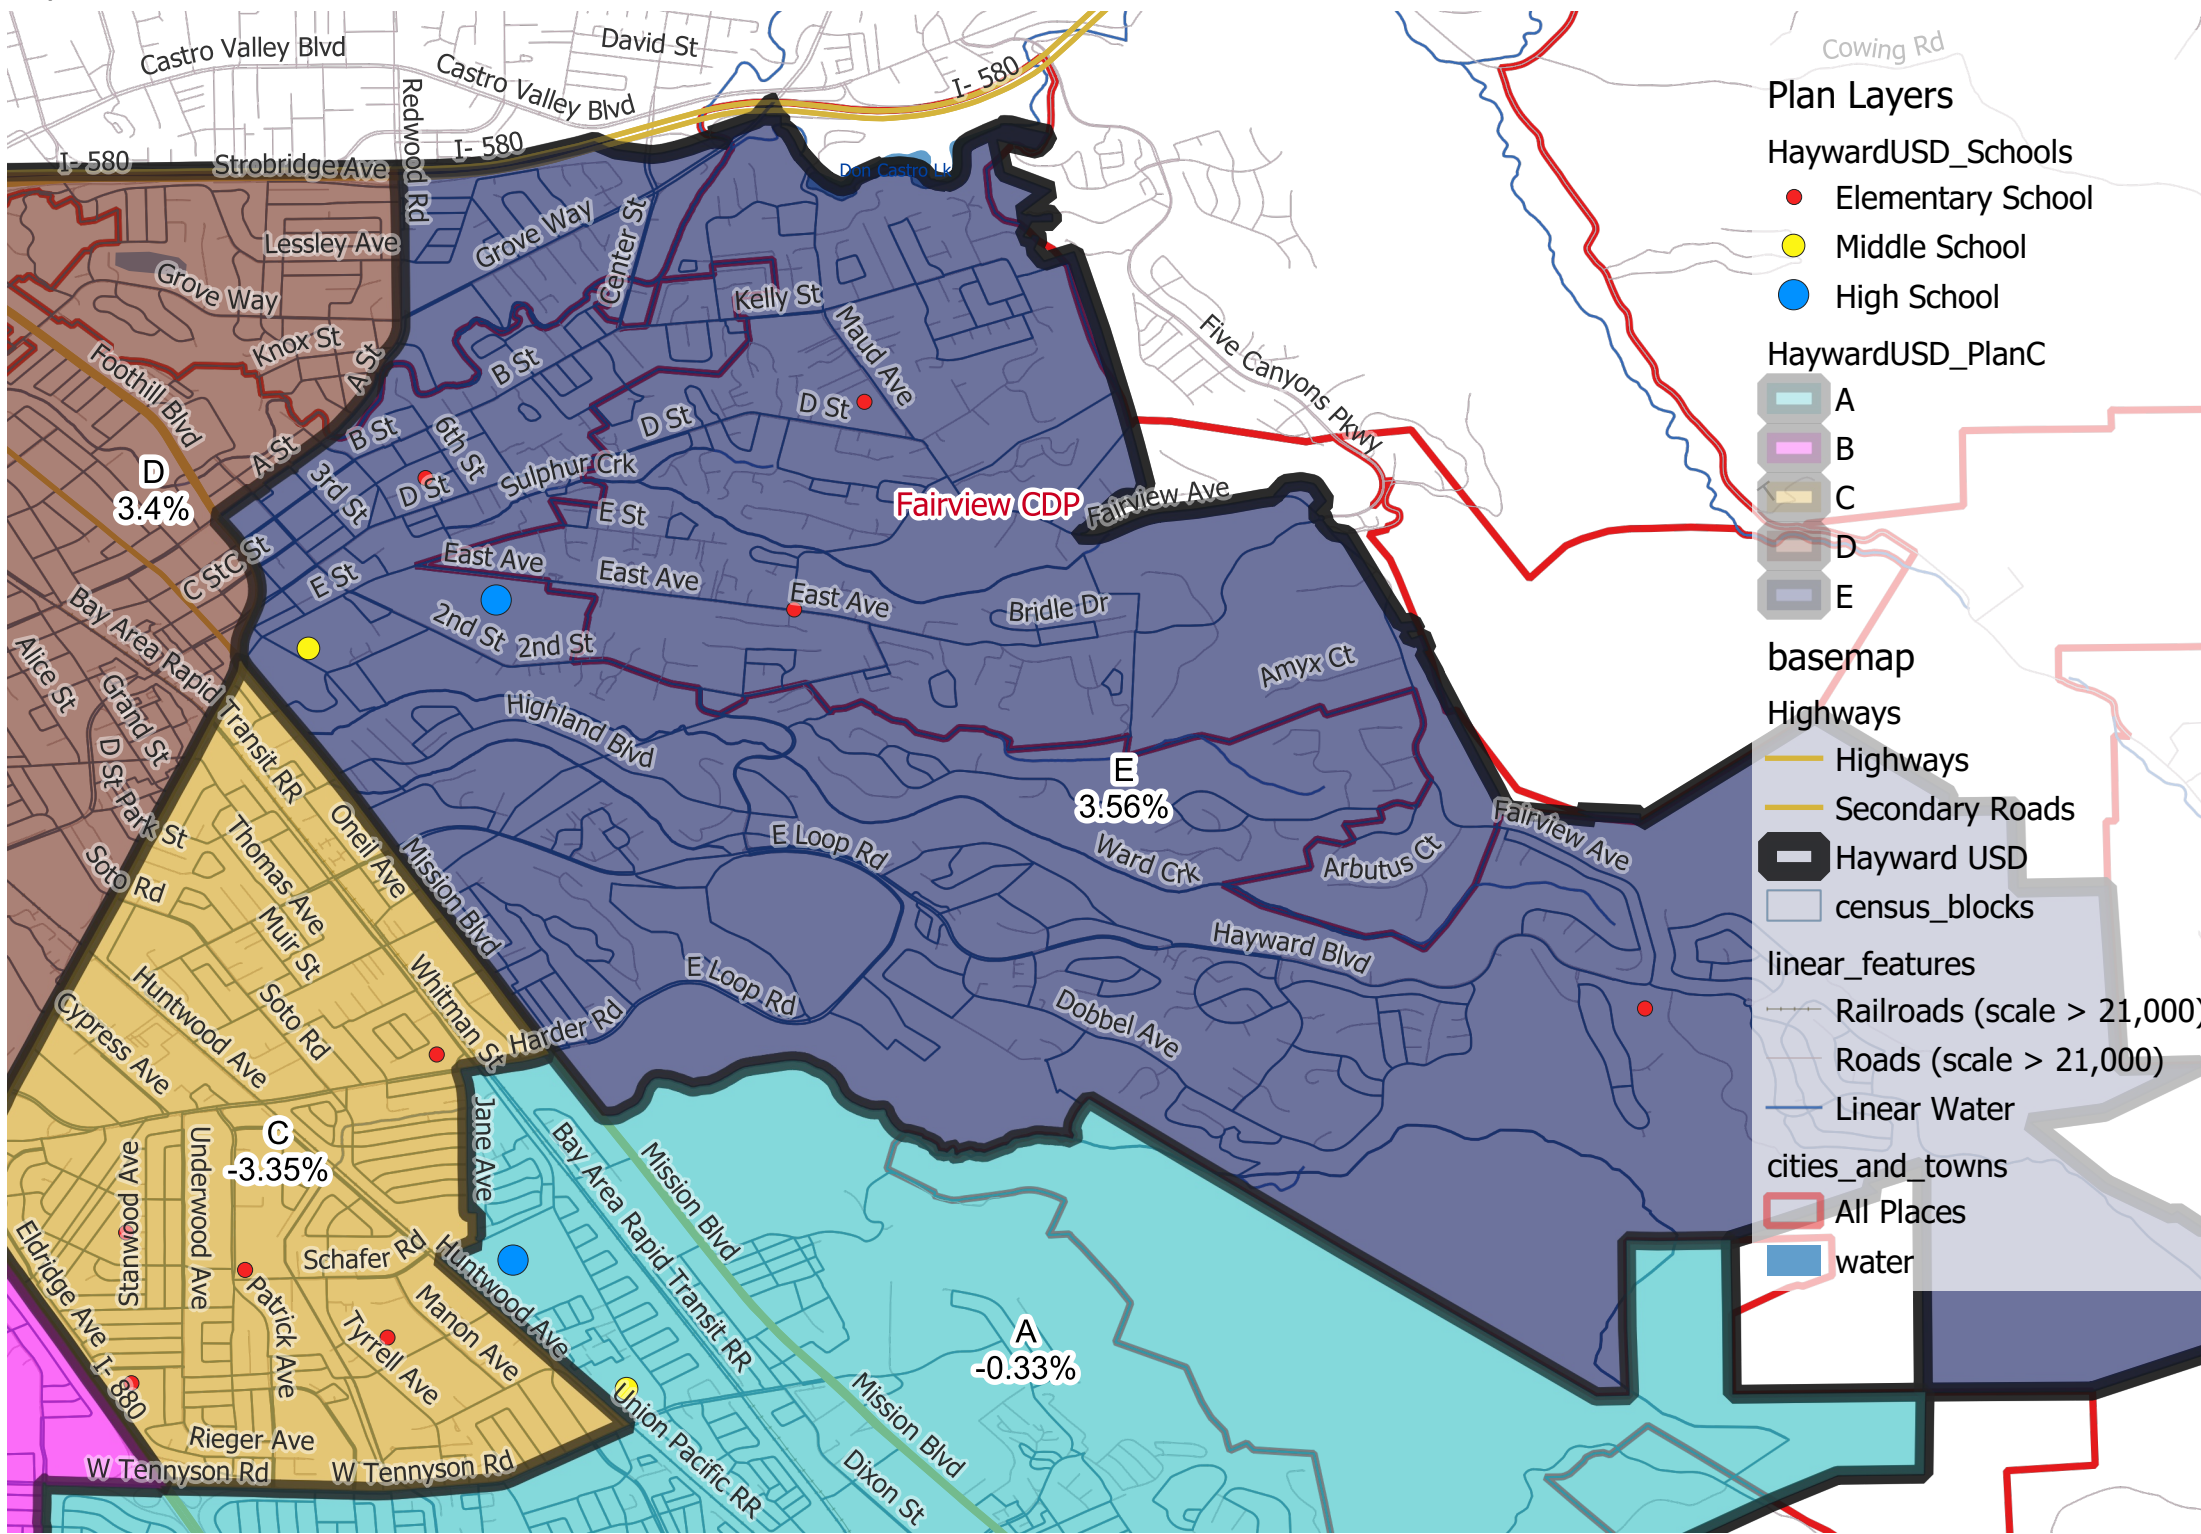 David St
Castro Valley Blvd
Castro Valley Blvd
Cowing Rd
I- 580
Redwood Rd
I- 580
I- 580
Strobridge Ave
Don Castro Lk
Plan Layers
HaywardUSD_Schools
Elementary School
Middle School
High School
HaywardUSD_PlanC
A
B
C
D
E
basemap
Highways
Highways
Secondary Roads
Hayward USD
census_blocks
linear_features
Railroads (scale > 21,000)
Roads (scale > 21,000)
Linear Water
cities_and_towns
All Places
water
Lessley Ave
Grove Way
Grove Way
Center St
Kelly St
Knox St
A St
Foothill Blvd
Maud Ave
Five Canyons Pkwy
B St
D St
D St
B St
6th St
A St
3rd St
D St
Sulphur Crk
D
3.4%
Fairview CDP
Fairview Ave
E St
C St
C St
East Ave
East Ave
East Ave
E St
2nd St
2nd St
Bridle Dr
Bay Area Rapid Transit RR
Alice St
Grand St
D St
Park St
Amyx Ct
Highland Blvd
E
3.56%
Oneil Ave
Thomas Ave
Mission Blvd
E Loop Rd
Ward Crk
Arbutus Ct
Fairview Ave
Soto Rd
Muir St
Hayward Blvd
Huntwood Ave
Whitman St
E Loop Rd
Soto Rd
Cypress Ave
Harder Rd
Dobbel Ave
C
-3.35%
Jane Ave
Stanwood Ave
Underwood Ave
Bay Area Rapid Transit RR
Mission Blvd
Schafer Rd
Huntwood Ave
Eldridge Ave
I- 880
Patrick Ave
Tyrrell Ave
Manon Ave
A
-0.33%
Mission Blvd
Union Pacific RR
Dixon St
Rieger Ave
W Tennyson Rd
W Tennyson Rd